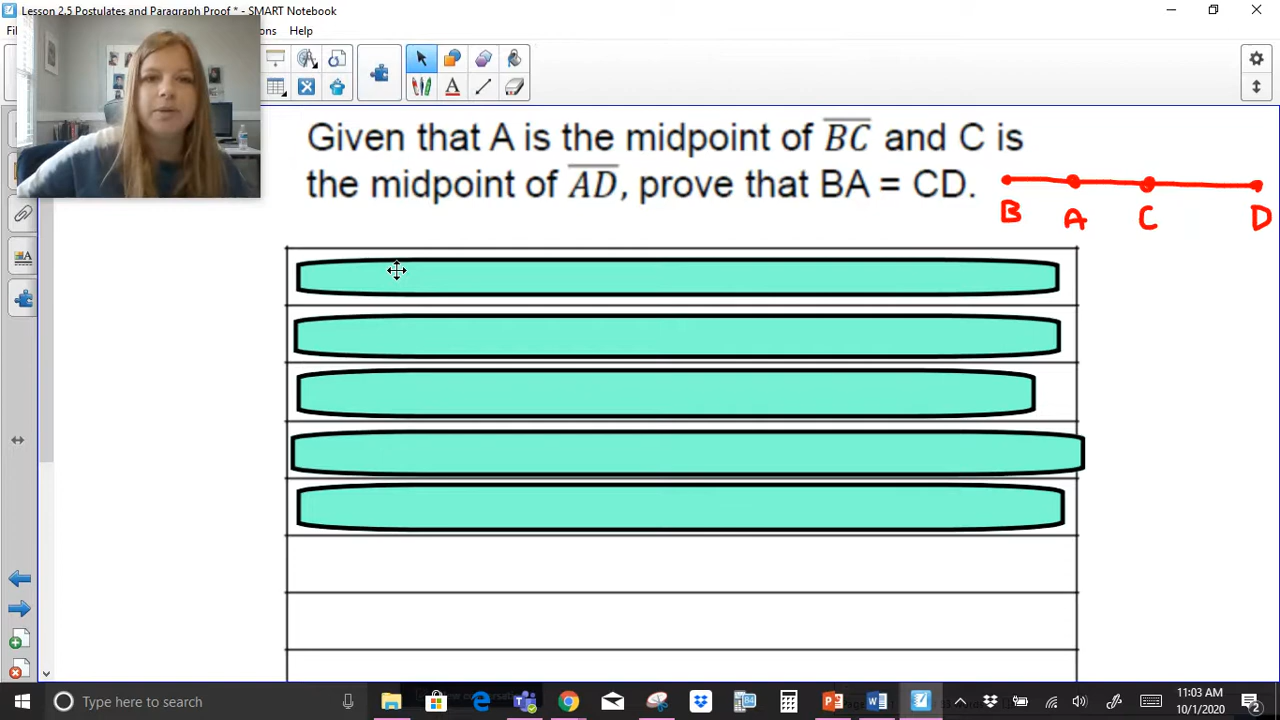 Lesson 2.5 Postulates and Paragraph Proof * - SMART Notebook
Help
Given that A is the midpoint of BC and C is
the midpoint of AD, prove that BA = CD.
B A C D
Type here to search
11:03 AM
10/1/2020
2